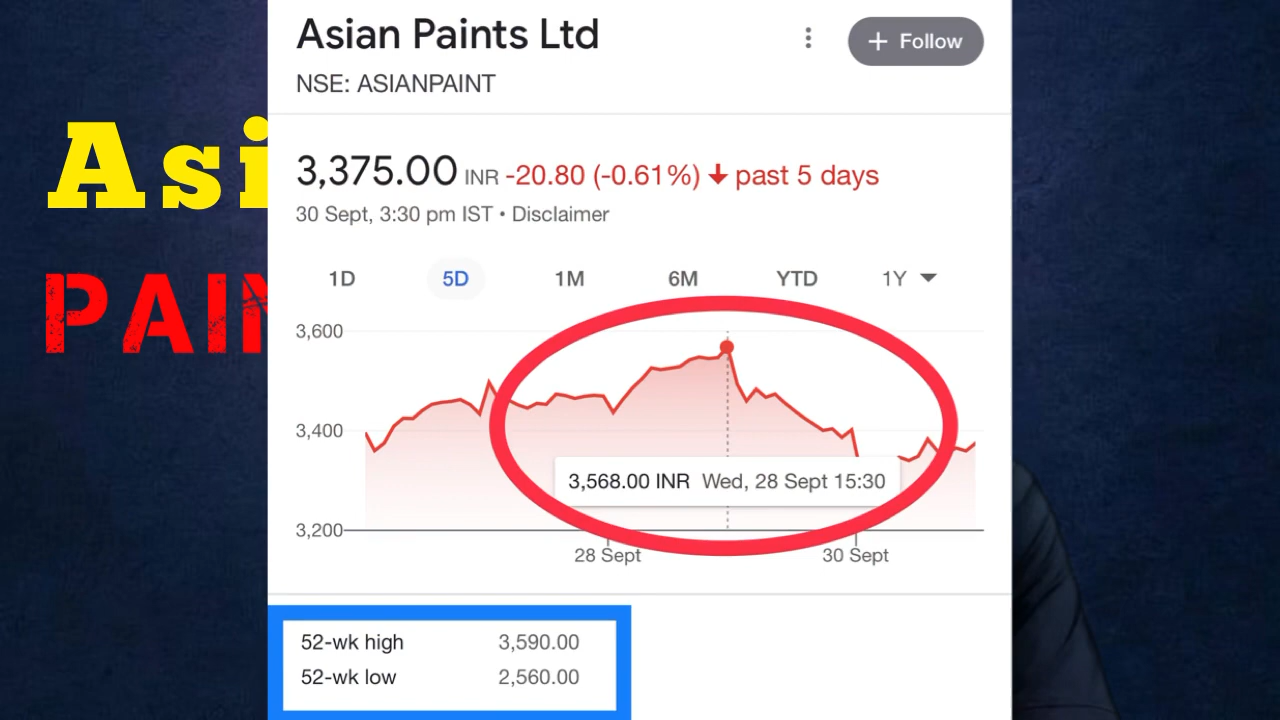 Asian Paints Ltd
+ Follow
NSE: ASIANPAINT
Asi
PAIN
3,375.00 INR -20.80 (-0.61%) ↓ past 5 days
30 Sept, 3:30 pm IST • Disclaimer
1D 5D 1M 6M YTD 1Y
3,600
3,400
3,568.00 INR Wed, 28 Sept 15:30
3,200
28 Sept 30 Sept
52-wk high 3,590.00
52-wk low 2,560.00